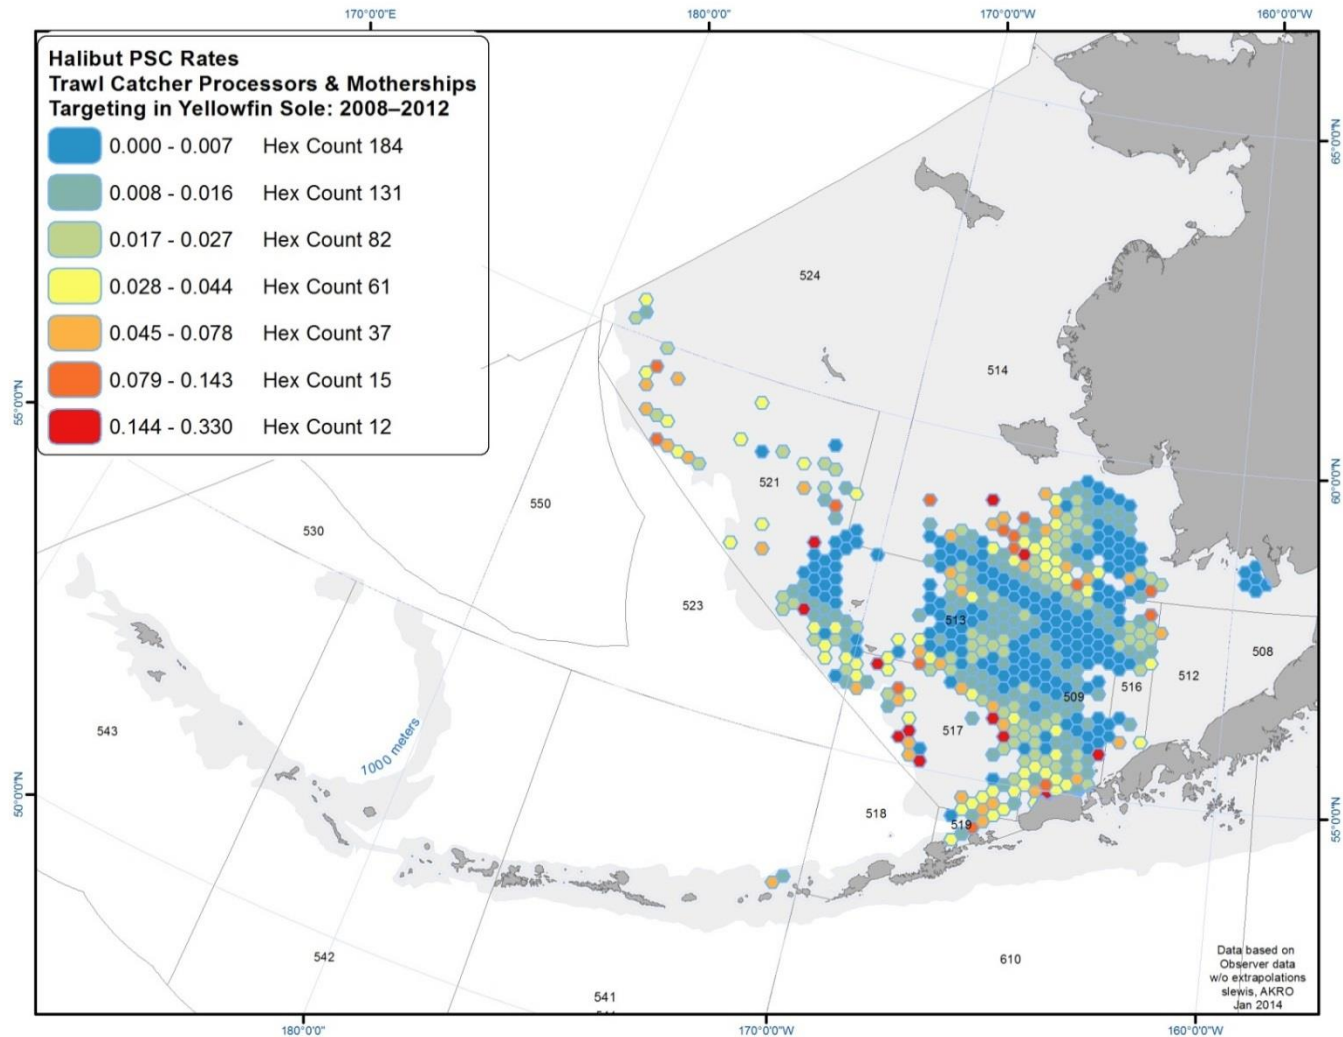 170°0'0"E
180°0'0"
170°0'0"W
160°0'0"W
Halibut PSC Rates
Trawl Catcher Processors & Motherships
Targeting in Yellowfin Sole: 2008–2012
0.000 - 0.007 Hex Count 184
0.008 - 0.016 Hex Count 131
0.017 - 0.027 Hex Count 82
0.028 - 0.044 Hex Count 61
0.045 - 0.078 Hex Count 37
0.079 - 0.143 Hex Count 15
0.144 - 0.330 Hex Count 12
65°0'0"N
55°0'0"N
60°0'0"N
50°0'0"N
55°0'0"N
524
514
521
550
530
523
513
508
512
516
509
517
543
7000 meters
518
519
542
541
610
Data based on
Observer data
w/o extrapolations
slewis, AKRO
Jan 2014
180°0'0"
170°0'0"W
160°0'0"W